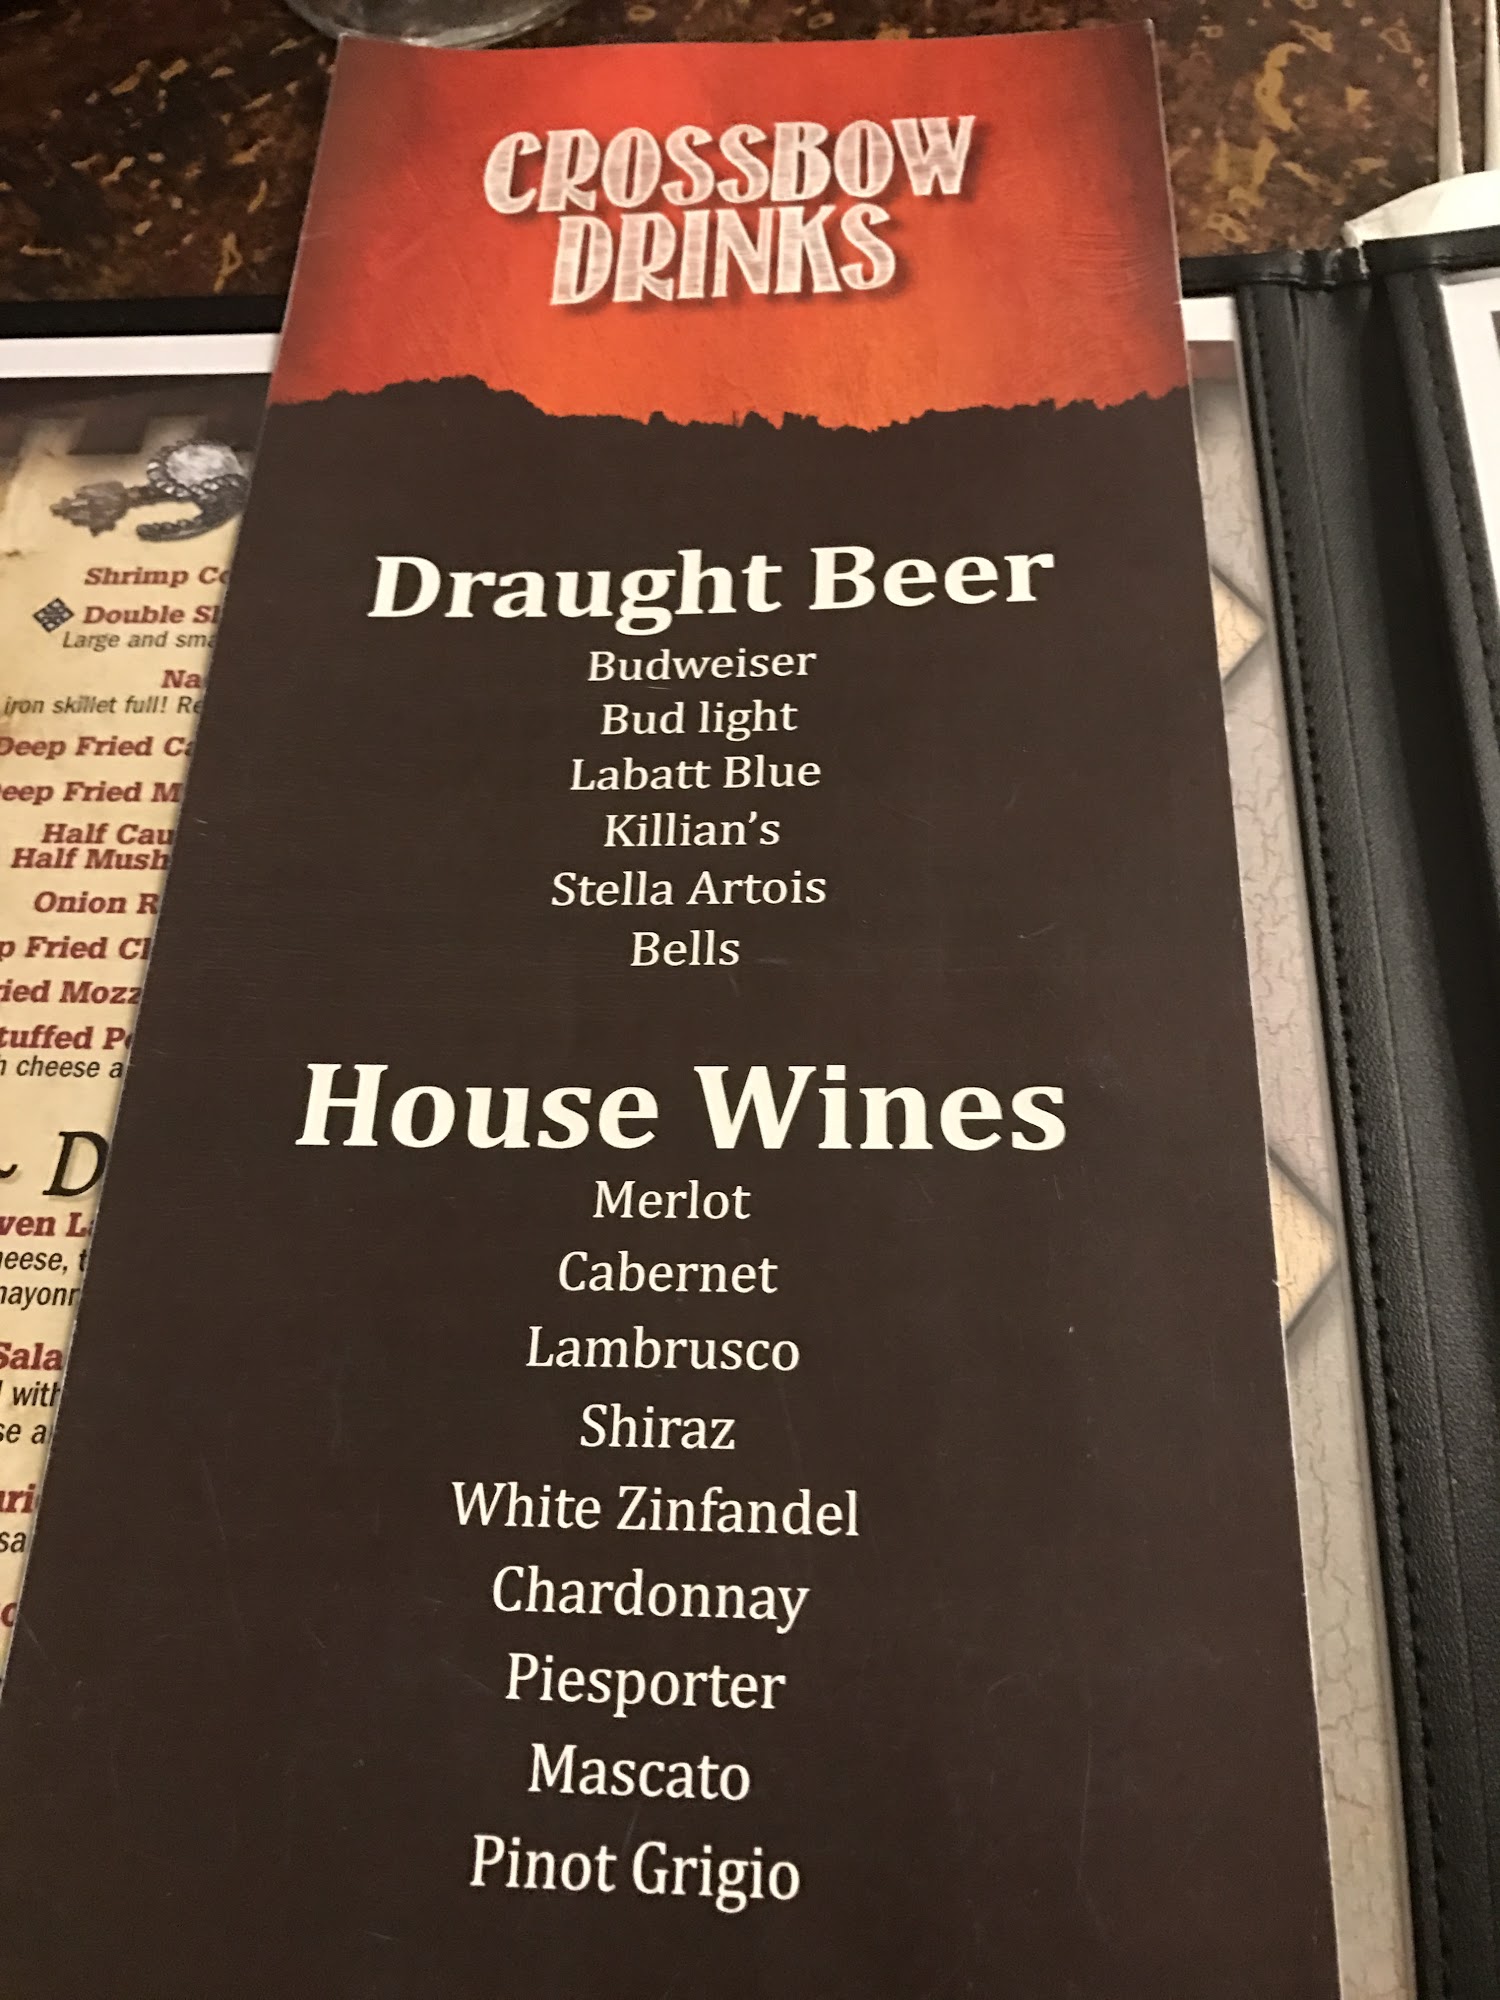 CROSSBOW
DRINKS
Draught Beer
Budweiser
Bud light
Labatt Blue
Killian's
Stella Artois
Bells
House Wines
Merlot
Cabernet
Lambrusco
Shiraz
White Zinfandel
Chardonnay
Piesporter
Mascato
Pinot Grigio
Shrimp
Double
Large and
iron skillet full!
Deep Fried
Fried
Half
Half
Onion
Fried
cheese
~